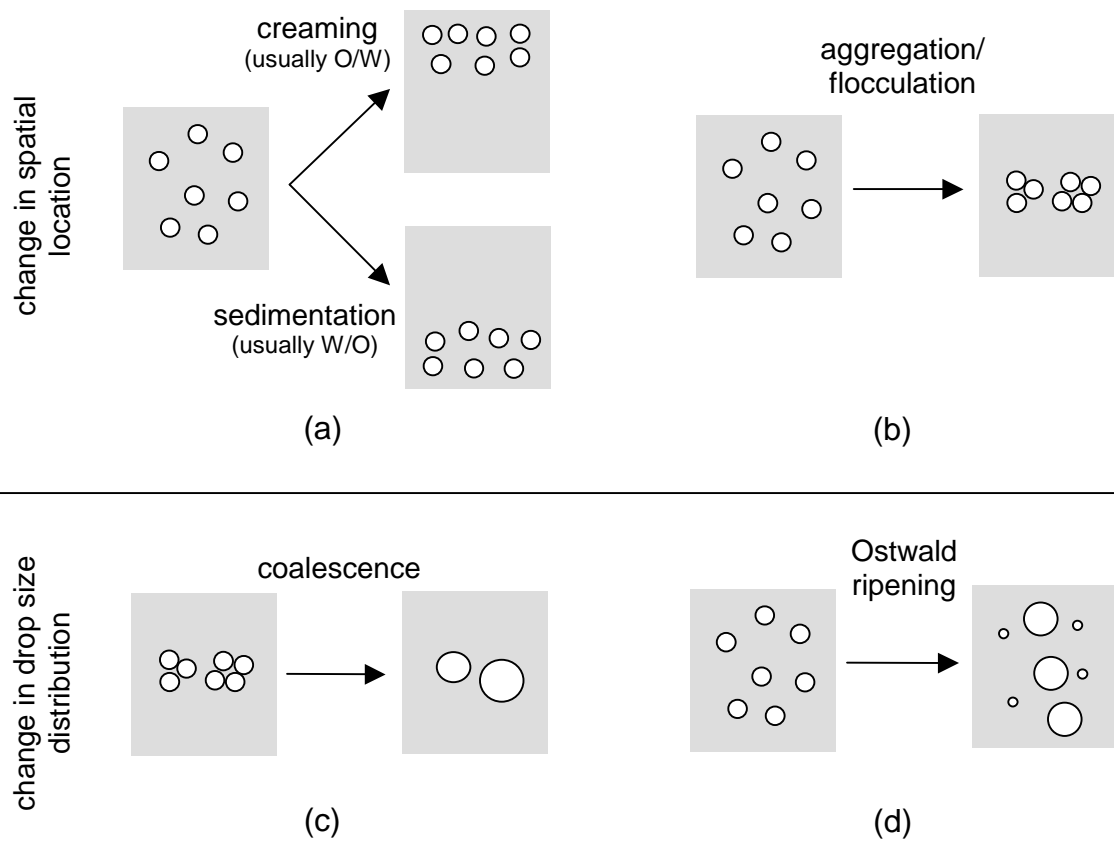 change in spatial
location
creaming
(usually O/W)
sedimentation
(usually W/O)
(a)
aggregation/
flocculation
(b)
change in drop size
distribution
coalescence
(c)
Ostwald
ripening
(d)